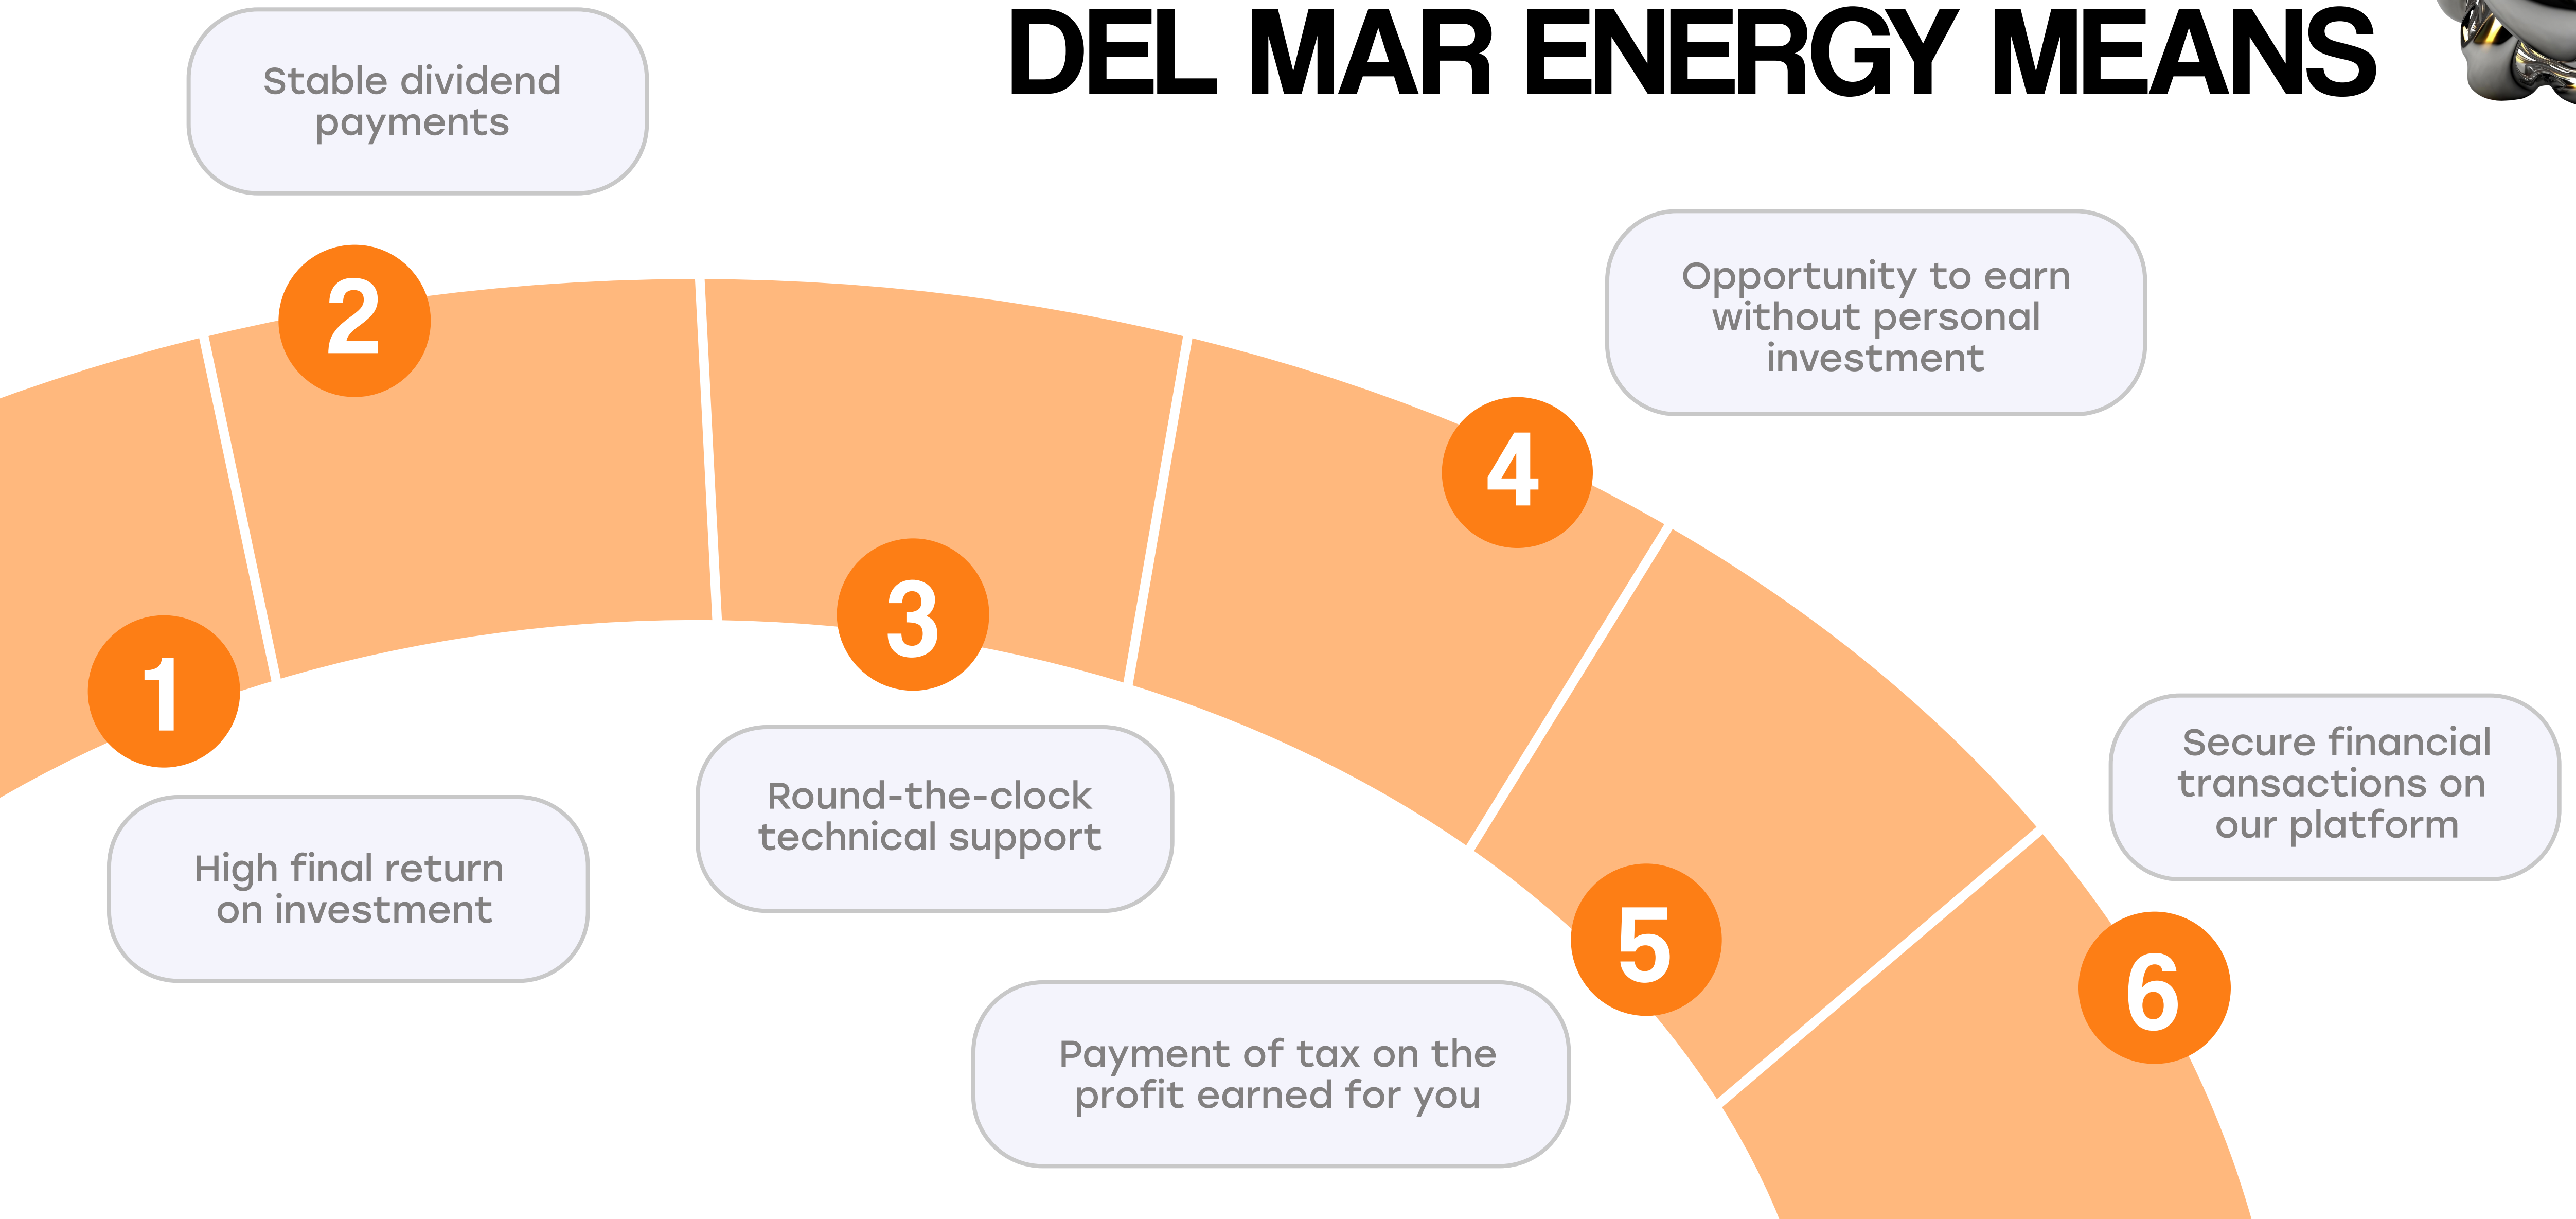 DEL MAR ENERGY MEANS
1
High final return
on investment
2
Stable dividend
payments
3
Round-the-clock
technical support
4
Opportunity to earn
without personal
investment
5
Payment of tax on the
profit earned for you
6
Secure financial
transactions on
our platform